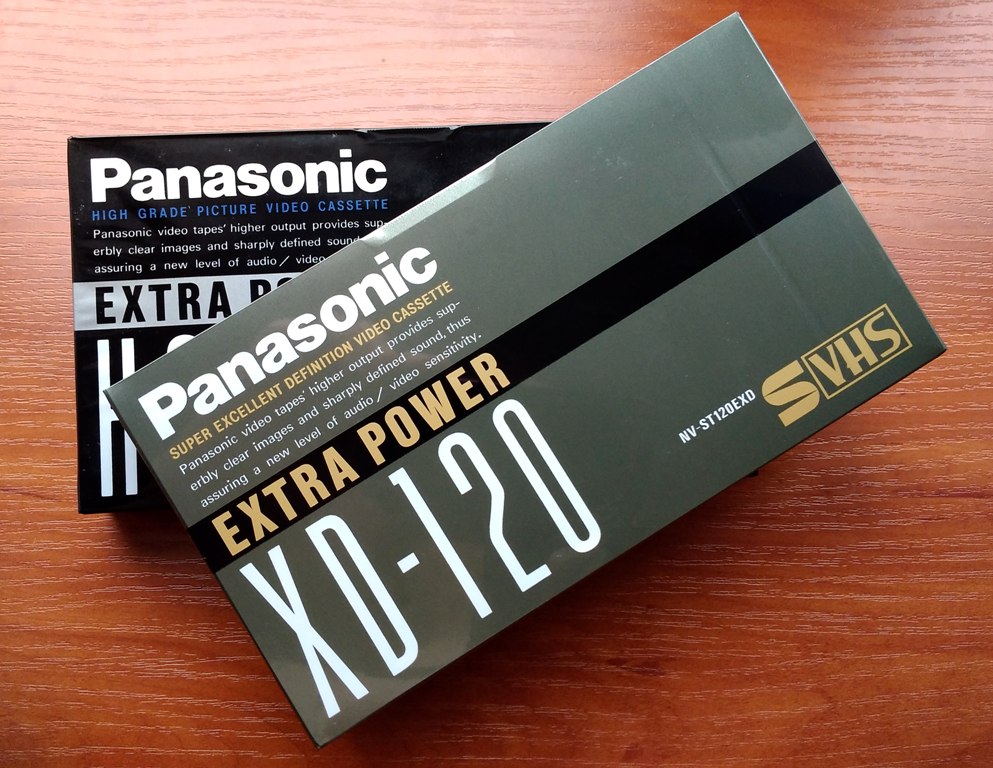 Panasonic
HIGH GRADE PICTURE VIDEO CASSETTE
Panasonic video tapes' higher output provides sup-
erbly clear images and sharply defined sound
assuring a new level of audio / video
EXTRA
Panasonic
SUPER EXCELLENT DEFINITION VIDEO CASSETTE
Panasonic video tapes' higher output provides sup-
erbly clear images and sharply defined sound, thus
assuring a new level of audio / video sensitivity.
EXTRA POWER
XD-120
NV-ST120EXD
S VHS